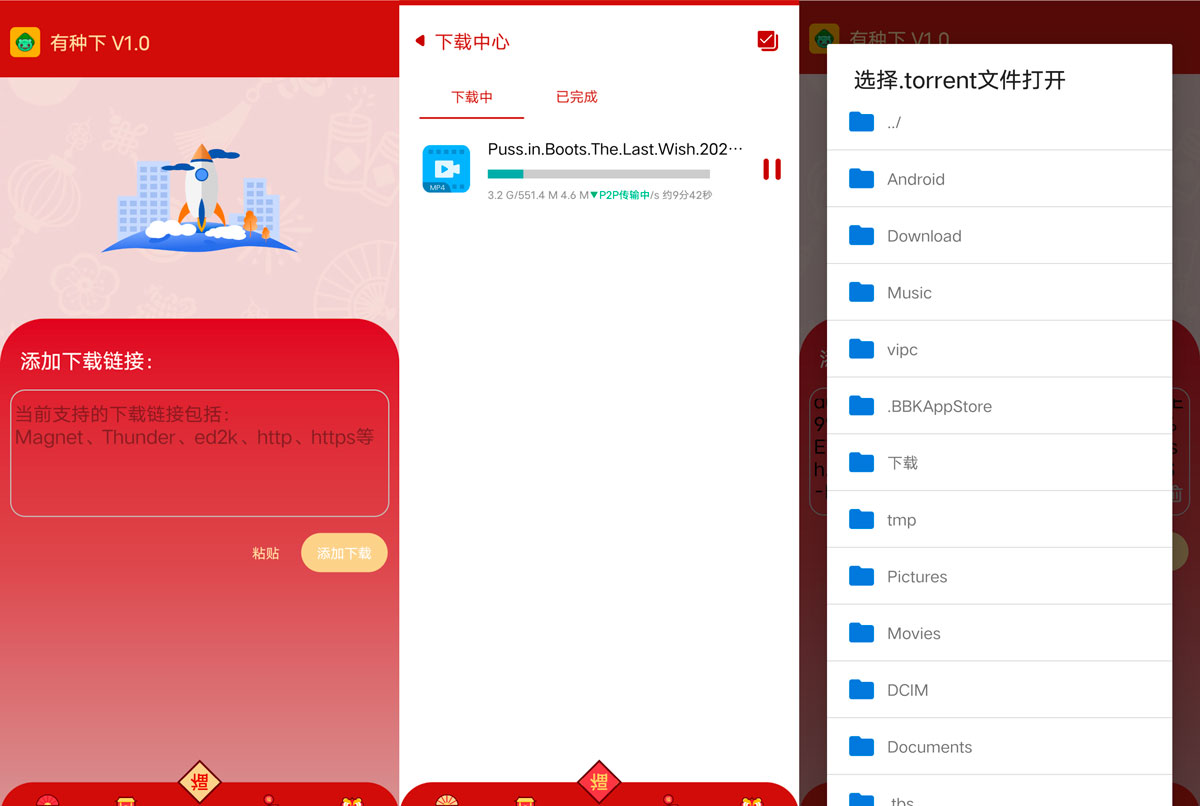 有种下 V1.0
添加下载链接：
当前支持的下载链接包括：
Magnet、Thunder、ed2k、http、https等
粘贴
添加下载
福
下载中心
下载中
已完成
MP4
Puss.in.Boots.The.Last.Wish.202…
3.2 G/551.4 M 4.6 M▼P2P传输中/s 约9分42秒
福
有种下 V1.0
选择.torrent文件打开
../
Android
Download
Music
vipc
.BBKAppStore
下载
tmp
Pictures
Movies
DCIM
Documents
.tbs